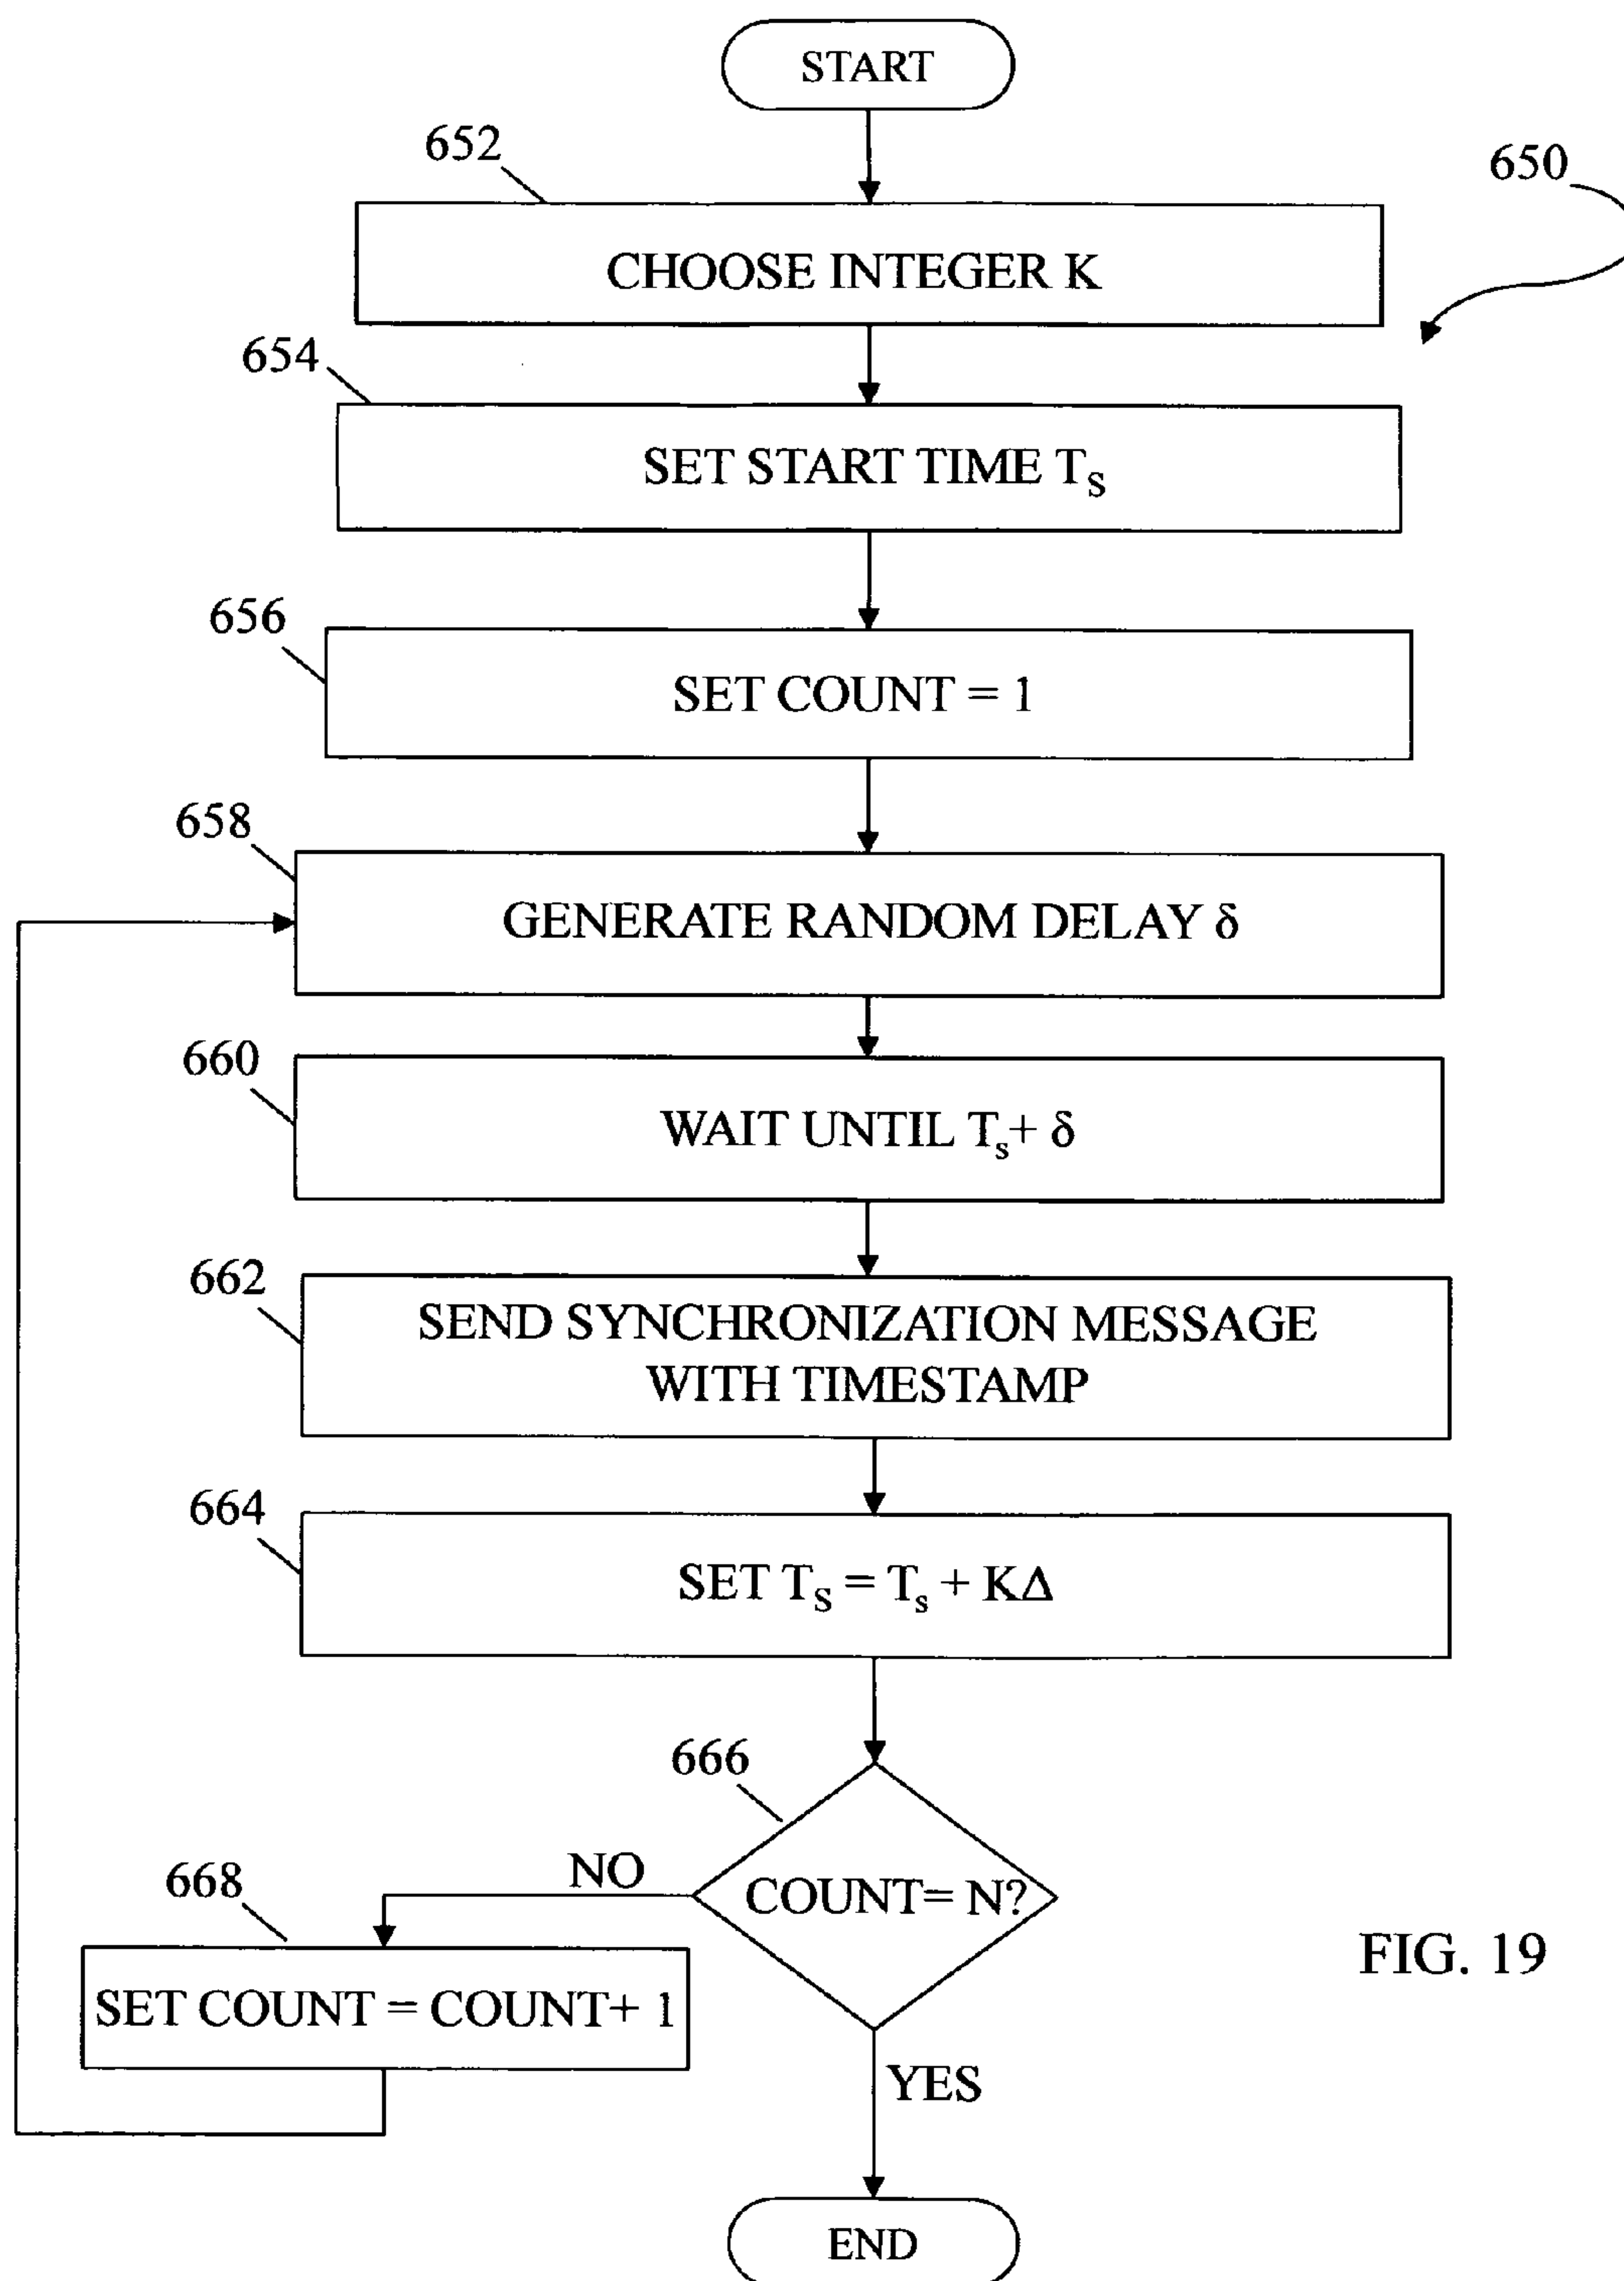 START
652
650
CHOOSE INTEGER K
654
SET START TIME T_S
656
SET COUNT = 1
658
GENERATE RANDOM DELAY δ
660
WAIT UNTIL T_s+ δ
662
SEND SYNCHRONIZATION MESSAGE
WITH TIMESTAMP
664
SET T_S = T_s + KΔ
666
NO
COUNT= N?
668
SET COUNT = COUNT+ 1
FIG. 19
YES
END